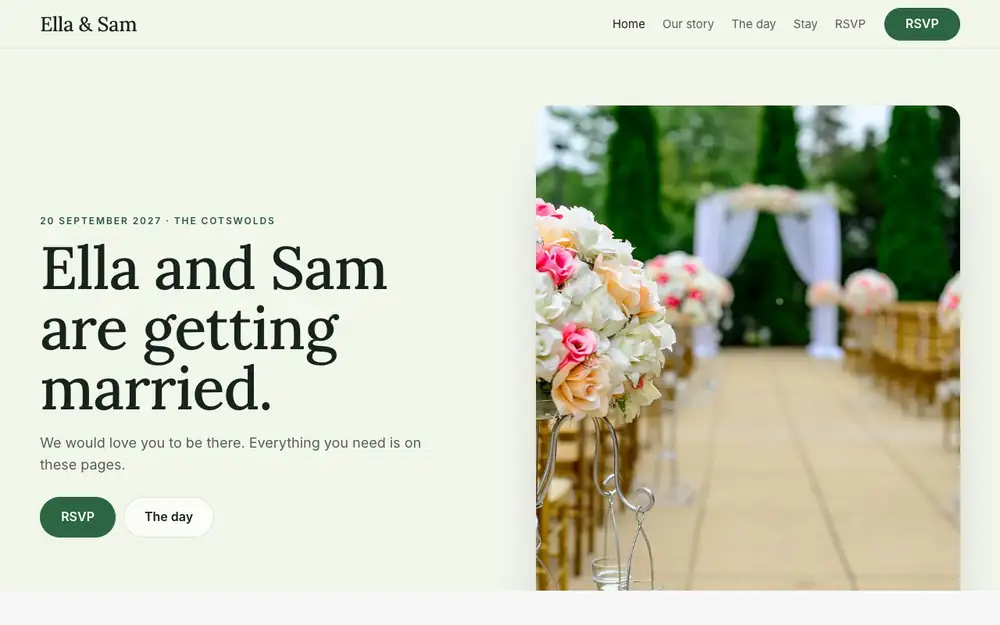 Ella & Sam
Home Our story The day Stay RSVP RSVP
20 SEPTEMBER 2027 · THE COTSWOLDS
Ella and Sam
are getting
married.
We would love you to be there. Everything you need is on
these pages.
RSVP The day